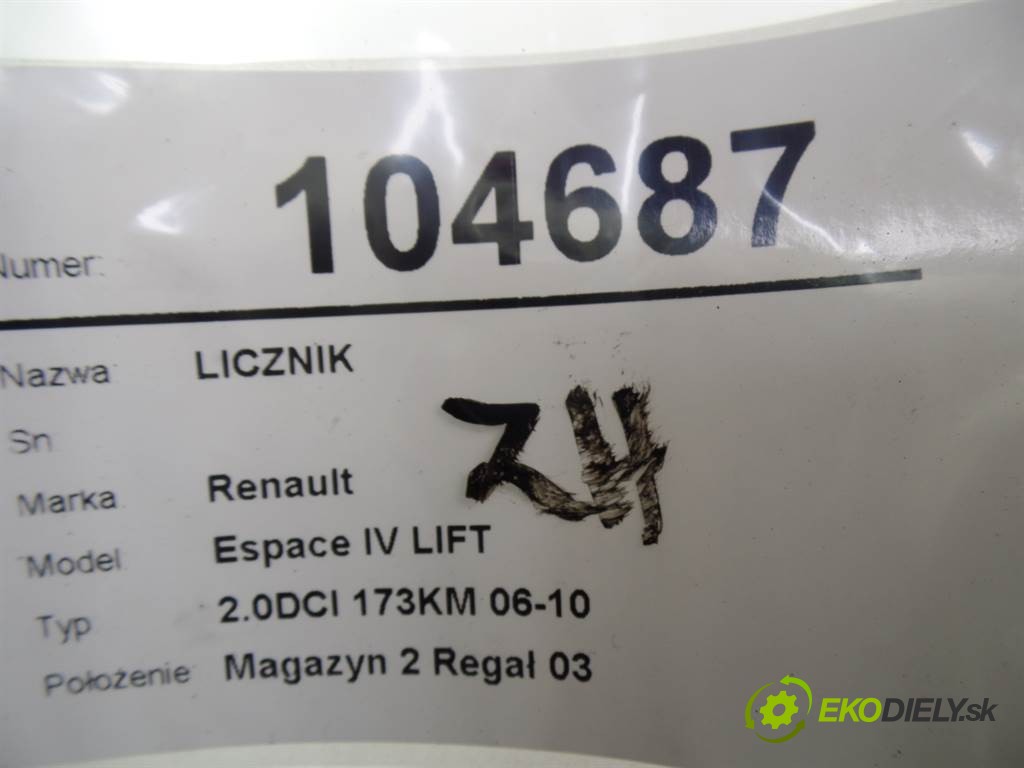 Numer: 104687
Nazwa: LICZNIK
Sn
Marka Renault
Model Espace IV LIFT
Typ 2.0DCI 173KM 06-10
Położenie Magazyn 2 Regał 03
EKODIELY.sk